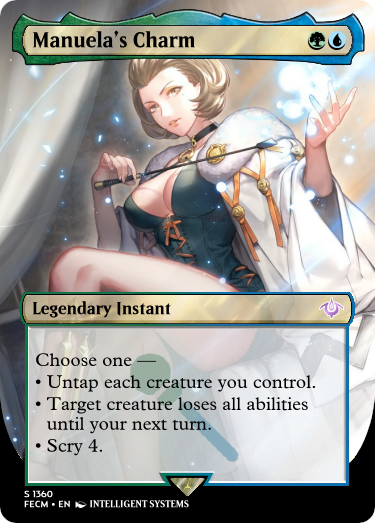 Manuela's Charm
Legendary Instant
Choose one —
• Untap each creature you control.
• Target creature loses all abilities
until your next turn.
• Scry 4.
S 1360
FECM • EN INTELLIGENT SYSTEMS